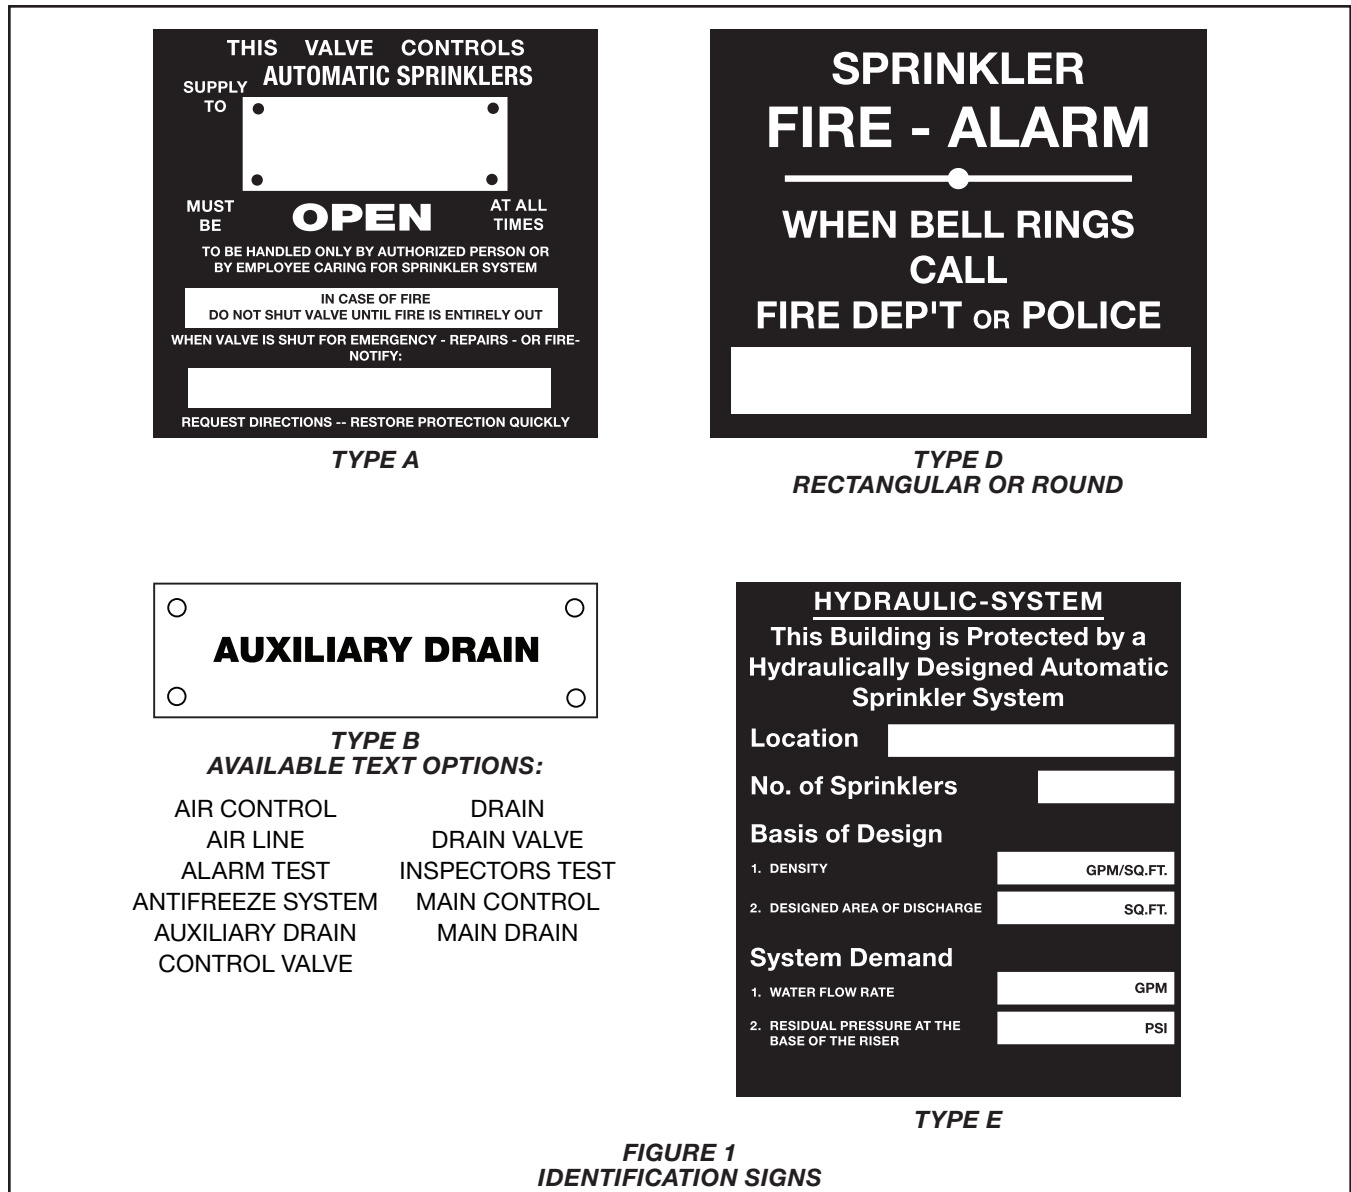 THIS VALVE CONTROLS
AUTOMATIC SPRINKLERS
SUPPLY
TO
MUST
BE
OPEN
AT ALL
TIMES
TO BE HANDLED ONLY BY AUTHORIZED PERSON OR
BY EMPLOYEE CARING FOR SPRINKLER SYSTEM
IN CASE OF FIRE
DO NOT SHUT VALVE UNTIL FIRE IS ENTIRELY OUT
WHEN VALVE IS SHUT FOR EMERGENCY - REPAIRS - OR FIRE-
NOTIFY:
REQUEST DIRECTIONS -- RESTORE PROTECTION QUICKLY
TYPE A
SPRINKLER
FIRE - ALARM
WHEN BELL RINGS
CALL
FIRE DEP'T OR POLICE
TYPE D
RECTANGULAR OR ROUND
AUXILIARY DRAIN
TYPE B
AVAILABLE TEXT OPTIONS:
AIR CONTROL
AIR LINE
ALARM TEST
ANTIFREEZE SYSTEM
AUXILIARY DRAIN
CONTROL VALVE
DRAIN
DRAIN VALVE
INSPECTORS TEST
MAIN CONTROL
MAIN DRAIN
HYDRAULIC-SYSTEM
This Building is Protected by a
Hydraulically Designed Automatic
Sprinkler System
Location
No. of Sprinklers
Basis of Design
1. DENSITY GPM/SQ.FT.
2. DESIGNED AREA OF DISCHARGE SQ.FT.
System Demand
1. WATER FLOW RATE GPM
2. RESIDUAL PRESSURE AT THE PSI
BASE OF THE RISER
TYPE E
FIGURE 1
IDENTIFICATION SIGNS